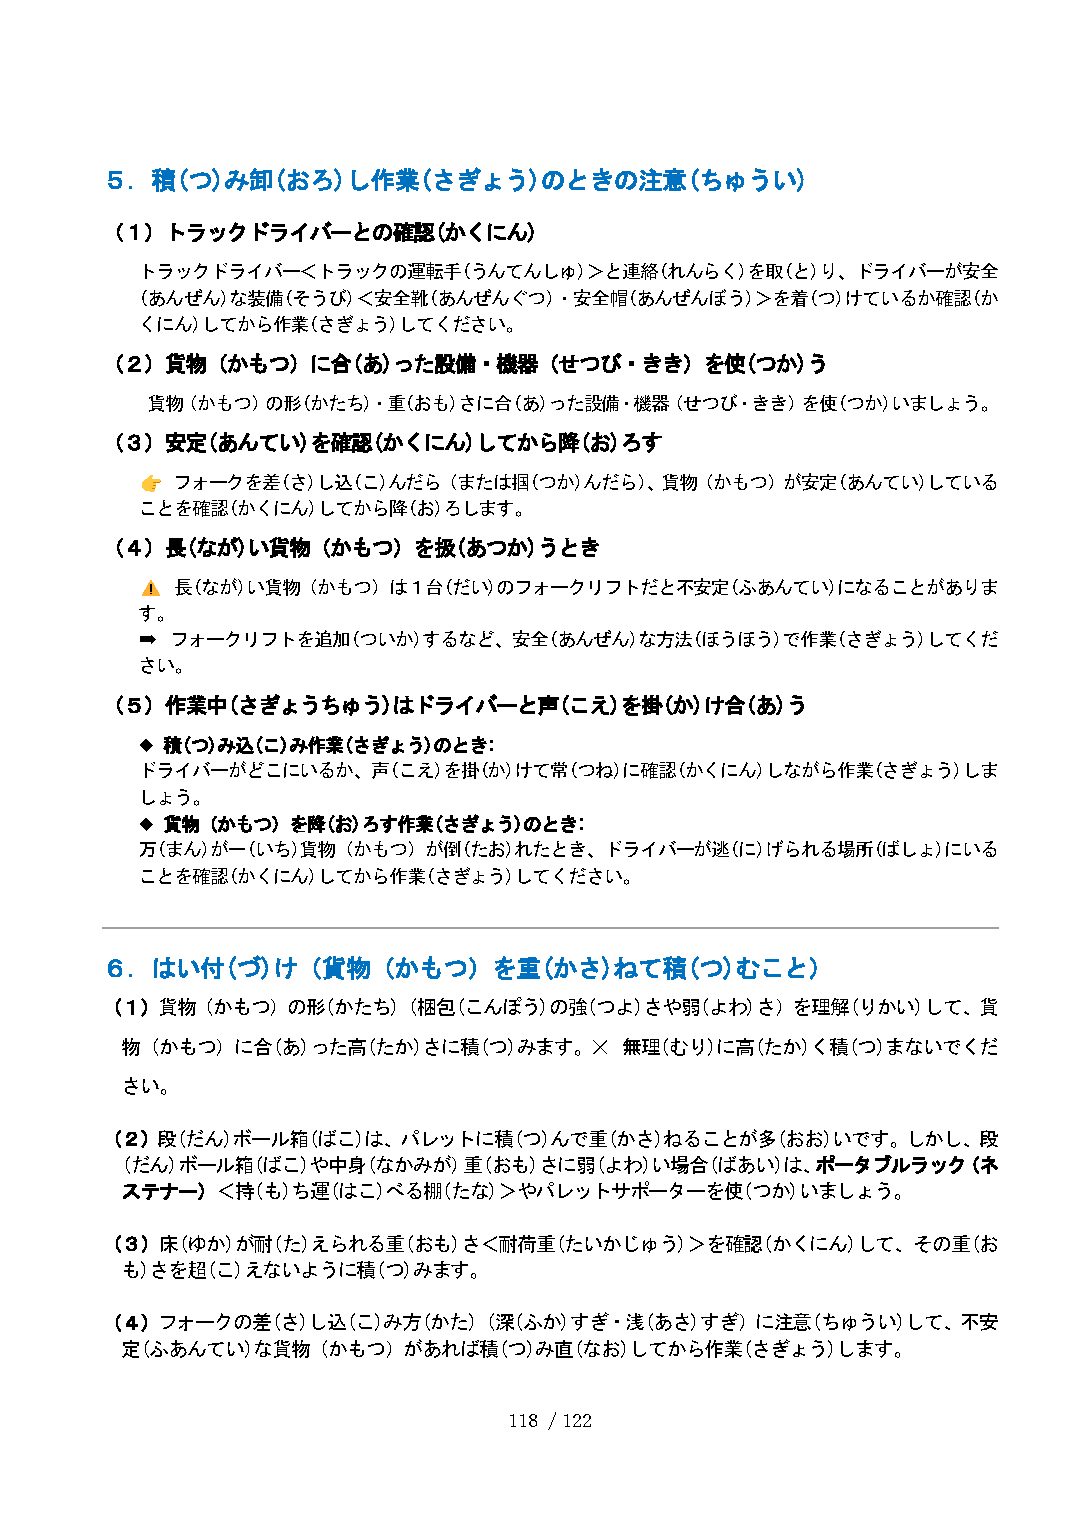 ５．積(つ)み卸(おろ)し作業(さぎょう)のときの注意(ちゅうい)
（１）トラックドライバーとの確認(かくにん)
トラックドライバー＜トラックの運転手(うんてんしゅ)＞と連絡(れんらく)を取(と)り、ドライバーが安全
(あんぜん)な装備(そうび)＜安全靴(あんぜんぐつ)・安全帽(あんぜんぼう)＞を着(つ)けているか確認(か
くにん)してから作業(さぎょう)してください。
（２）貨物（かもつ）に合(あ)った設備・機器（せつび・きき）を使(つか)う
貨物（かもつ）の形(かたち)・重(おも)さに合(あ)った設備・機器（せつび・きき）を使(つか)いましょう。
（３）安定(あんてい)を確認(かくにん)してから降(お)ろす
👉 フォークを差(さ)し込(こ)んだら（または掴(つか)んだら)、貨物（かもつ）が安定(あんてい)している
ことを確認(かくにん)してから降(お)ろします。
（４）長(なが)い貨物（かもつ）を扱(あつか)うとき
⚠ 長(なが)い貨物（かもつ）は１台(だい)のフォークリフトだと不安定(ふあんてい)になることがありま
す。
➡ フォークリフトを追加(ついか)するなど、安全(あんぜん)な方法(ほうほう)で作業(さぎょう)してくだ
さい。
（５）作業中(さぎょうちゅう)はドライバーと声(こえ)を掛(か)け合(あ)う
◆ 積(つ)み込(こ)み作業(さぎょう)のとき:
ドライバーがどこにいるか、声(こえ)を掛(か)けて常(つね)に確認(かくにん)しながら作業(さぎょう)しま
しょう。
◆ 貨物（かもつ）を降(お)ろす作業(さぎょう)のとき:
万(まん)が一(いち)貨物（かもつ）が倒(たお)れたとき、ドライバーが逃(に)げられる場所(ばしょ)にいる
ことを確認(かくにん)してから作業(さぎょう)してください。
６．はい付(づ)け（貨物（かもつ）を重(かさ)ねて積(つ)むこと）
（１）貨物（かもつ）の形(かたち)（梱包(こんぽう)の強(つよ)さや弱(よわ)さ）を理解(りかい)して、貨
物（かもつ）に合(あ)った高(たか)さに積(つ)みます。× 無理(むり)に高(たか)く積(つ)まないでくだ
さい。
（２）段(だん)ボール箱(ばこ)は、パレットに積(つ)んで重(かさ)ねることが多(おお)いです。しかし、段
(だん)ボール箱(ばこ)や中身(なかみが）重(おも)さに弱(よわ)い場合(ばあい)は、ポータブルラック（ネ
ステナー）＜持(も)ち運(はこ)べる棚(たな)＞やパレットサポーターを使(つか)いましょう。
（３）床(ゆか)が耐(た)えられる重(おも)さ＜耐荷重(たいかじゅう)＞を確認(かくにん)して、その重(お
も)さを超(こ)えないように積(つ)みます。
（４）フォークの差(さ)し込(こ)み方(かた)（深(ふか)すぎ・浅(あさ)すぎ）に注意(ちゅうい)して、不安
定(ふあんてい)な貨物（かもつ）があれば積(つ)み直(なお)してから作業(さぎょう)します。
118 / 122